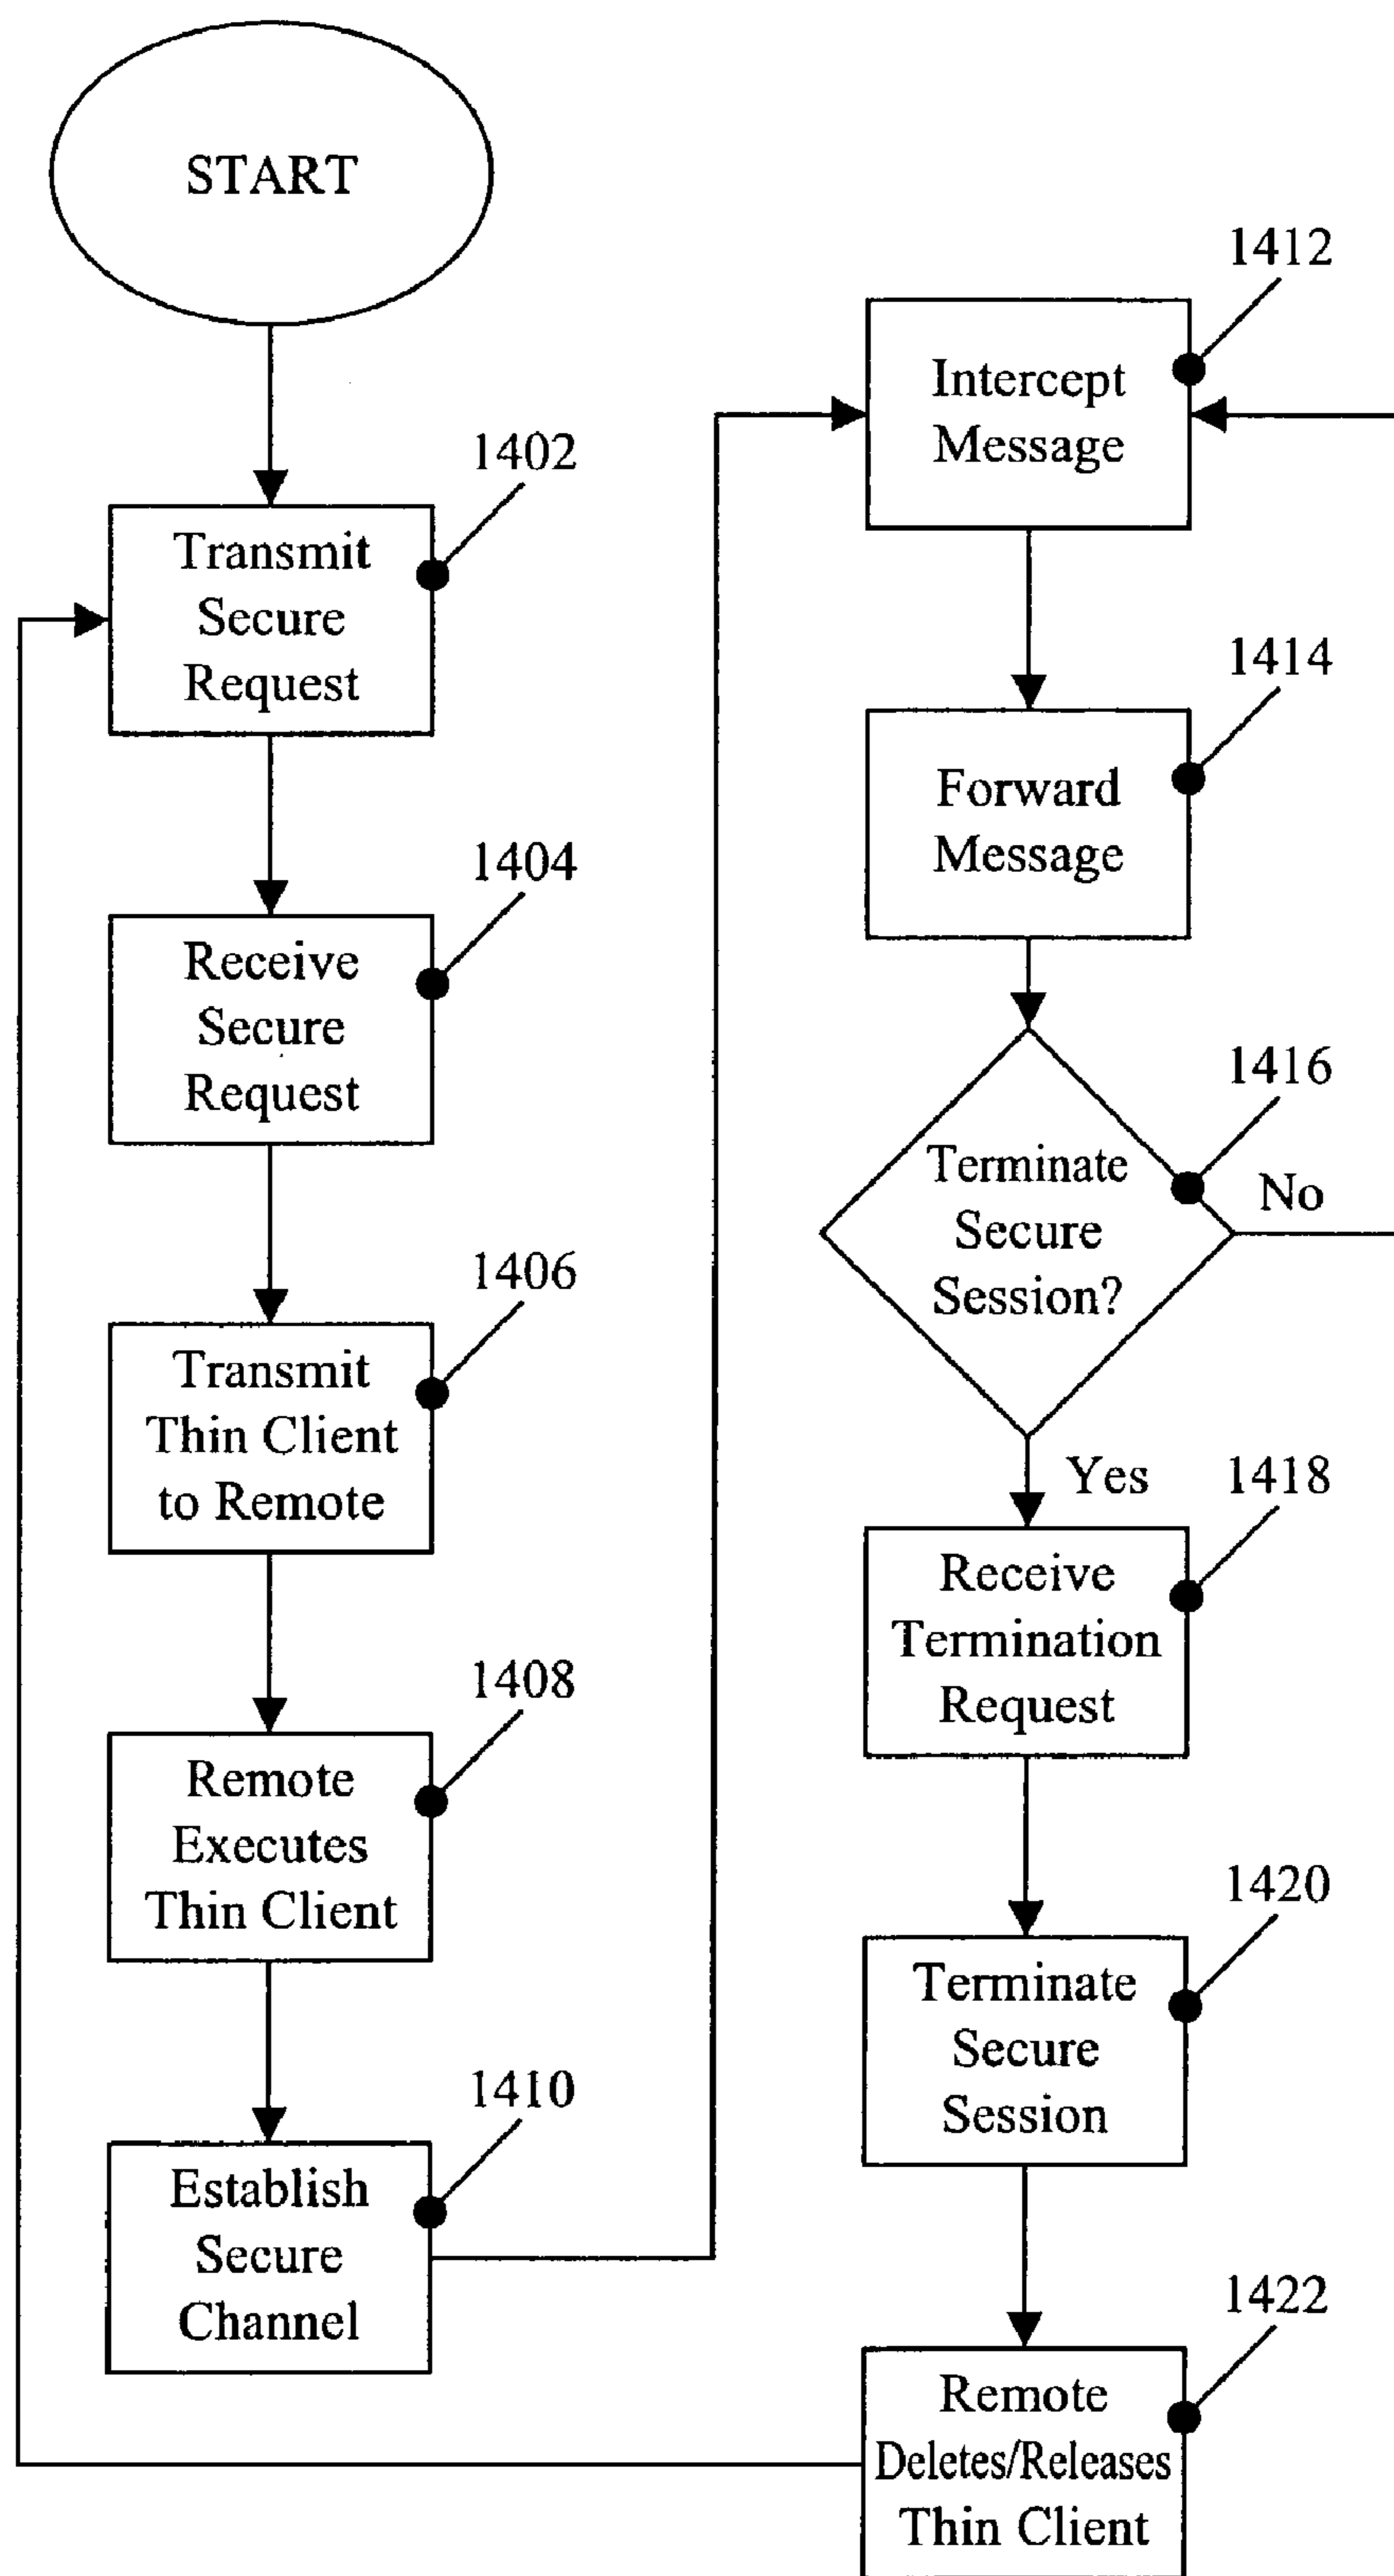 START
1402
Transmit
Secure
Request
1404
Receive
Secure
Request
1406
Transmit
Thin Client
to Remote
1408
Remote
Executes
Thin Client
1410
Establish
Secure
Channel
1412
Intercept
Message
1414
Forward
Message
1416
Terminate
Secure
Session?
No
Yes
1418
Receive
Termination
Request
1420
Terminate
Secure
Session
1422
Remote
Deletes/Releases
Thin Client